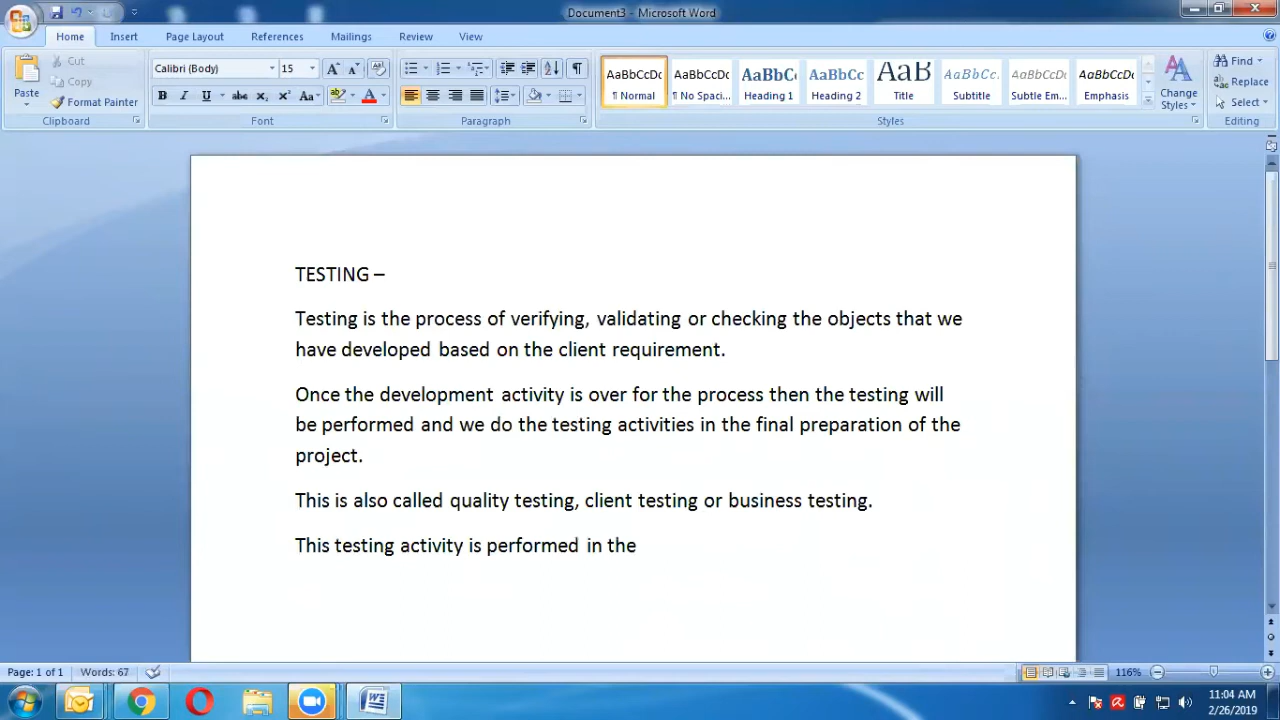 Document3 - Microsoft Word
Home Insert Page Layout References Mailings Review View
Paste
Cut
Copy
Format Painter
Clipboard
Calibri (Body) 15
Font
Paragraph
AaBbCcDc AaBbCcDc AaBbC AaBbCc AaB AaBbCc. AaBbCcDc AaBbCcDc
¶ Normal ¶ No Spaci... Heading 1 Heading 2 Title Subtitle Subtle Em... Emphasis
Styles
Change Styles
Find
Replace
Select
Editing
TESTING –
Testing is the process of verifying, validating or checking the objects that we
have developed based on the client requirement.
Once the development activity is over for the process then the testing will
be performed and we do the testing activities in the final preparation of the
project.
This is also called quality testing, client testing or business testing.
This testing activity is performed in the
Page: 1 of 1 Words: 67 116%
11:04 AM
2/26/2019